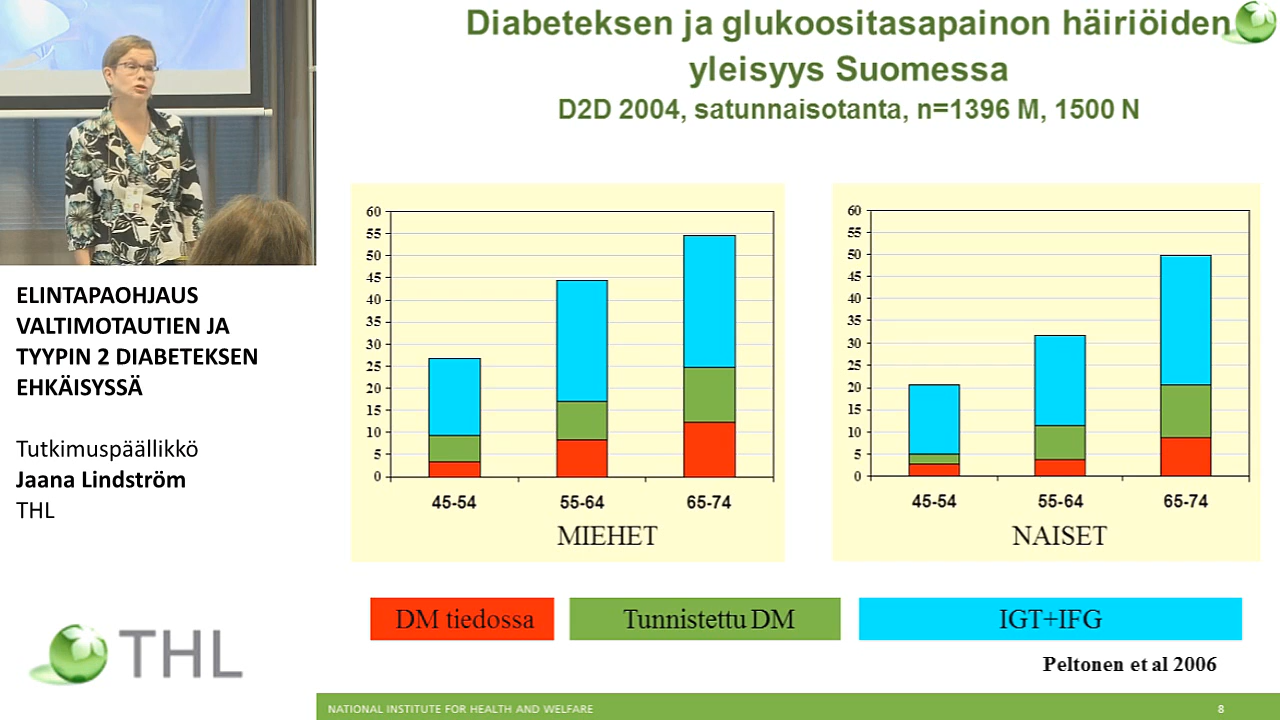 Diabeteksen ja glukoositasapainon häiriöiden
yleisyys Suomessa
D2D 2004, satunnaisotanta, n=1396 M, 1500 N
ELINTAPAOHJAUS
VALTIMOTAUTIEN JA
TYYPIN 2 DIABETEKSEN
EHKÄISYSSÄ
Tutkimuspäällikkö
Jaana Lindström
THL
THL
60
55
50
45
40
35
30
25
20
15
10
5
0
45-54 55-64 65-74
MIEHET
60
55
50
45
40
35
30
25
20
15
10
5
0
45-54 55-64 65-74
NAISET
DM tiedossa Tunnistettu DM IGT+IFG
Peltonen et al 2006
NATIONAL INSTITUTE FOR HEALTH AND WELFARE 8